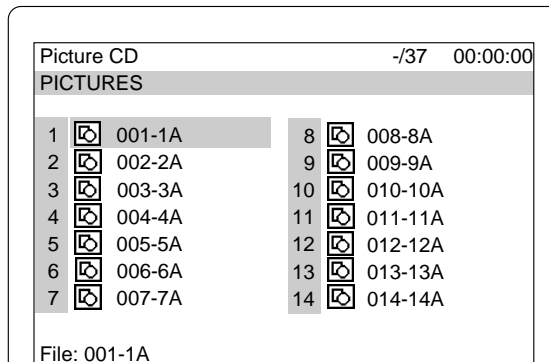 Picture CD -/37 00:00:00
PICTURES
1 001-1A
2 002-2A
3 003-3A
4 004-4A
5 005-5A
6 006-6A
7 007-7A
8 008-8A
9 009-9A
10 010-10A
11 011-11A
12 012-12A
13 013-13A
14 014-14A
File: 001-1A